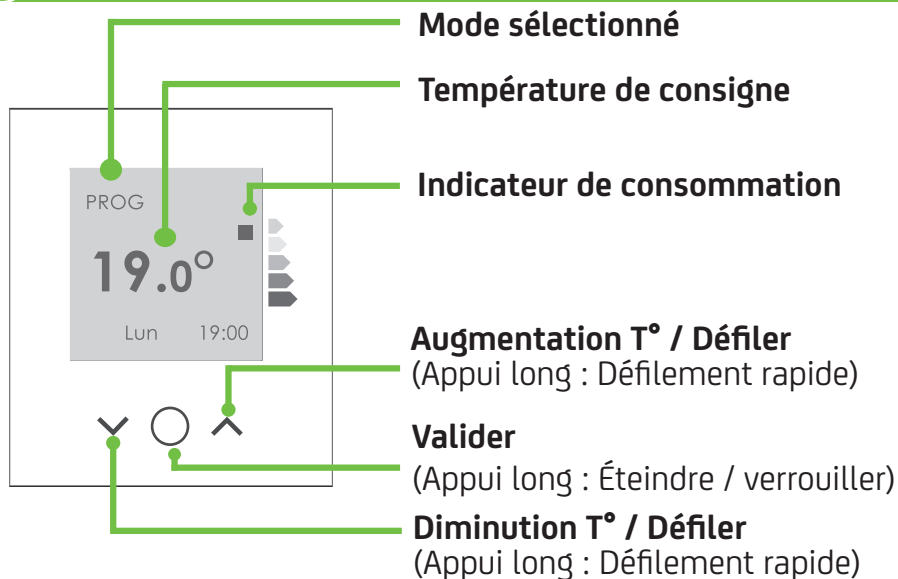 Mode sélectionné
Température de consigne
Indicateur de consommation
PROG
19.0°
Lun 19:00
Augmentation T° / Défiler
(Appui long : Défilement rapide)
Valider
(Appui long : Éteindre / verrouiller)
Diminution T° / Défiler
(Appui long : Défilement rapide)